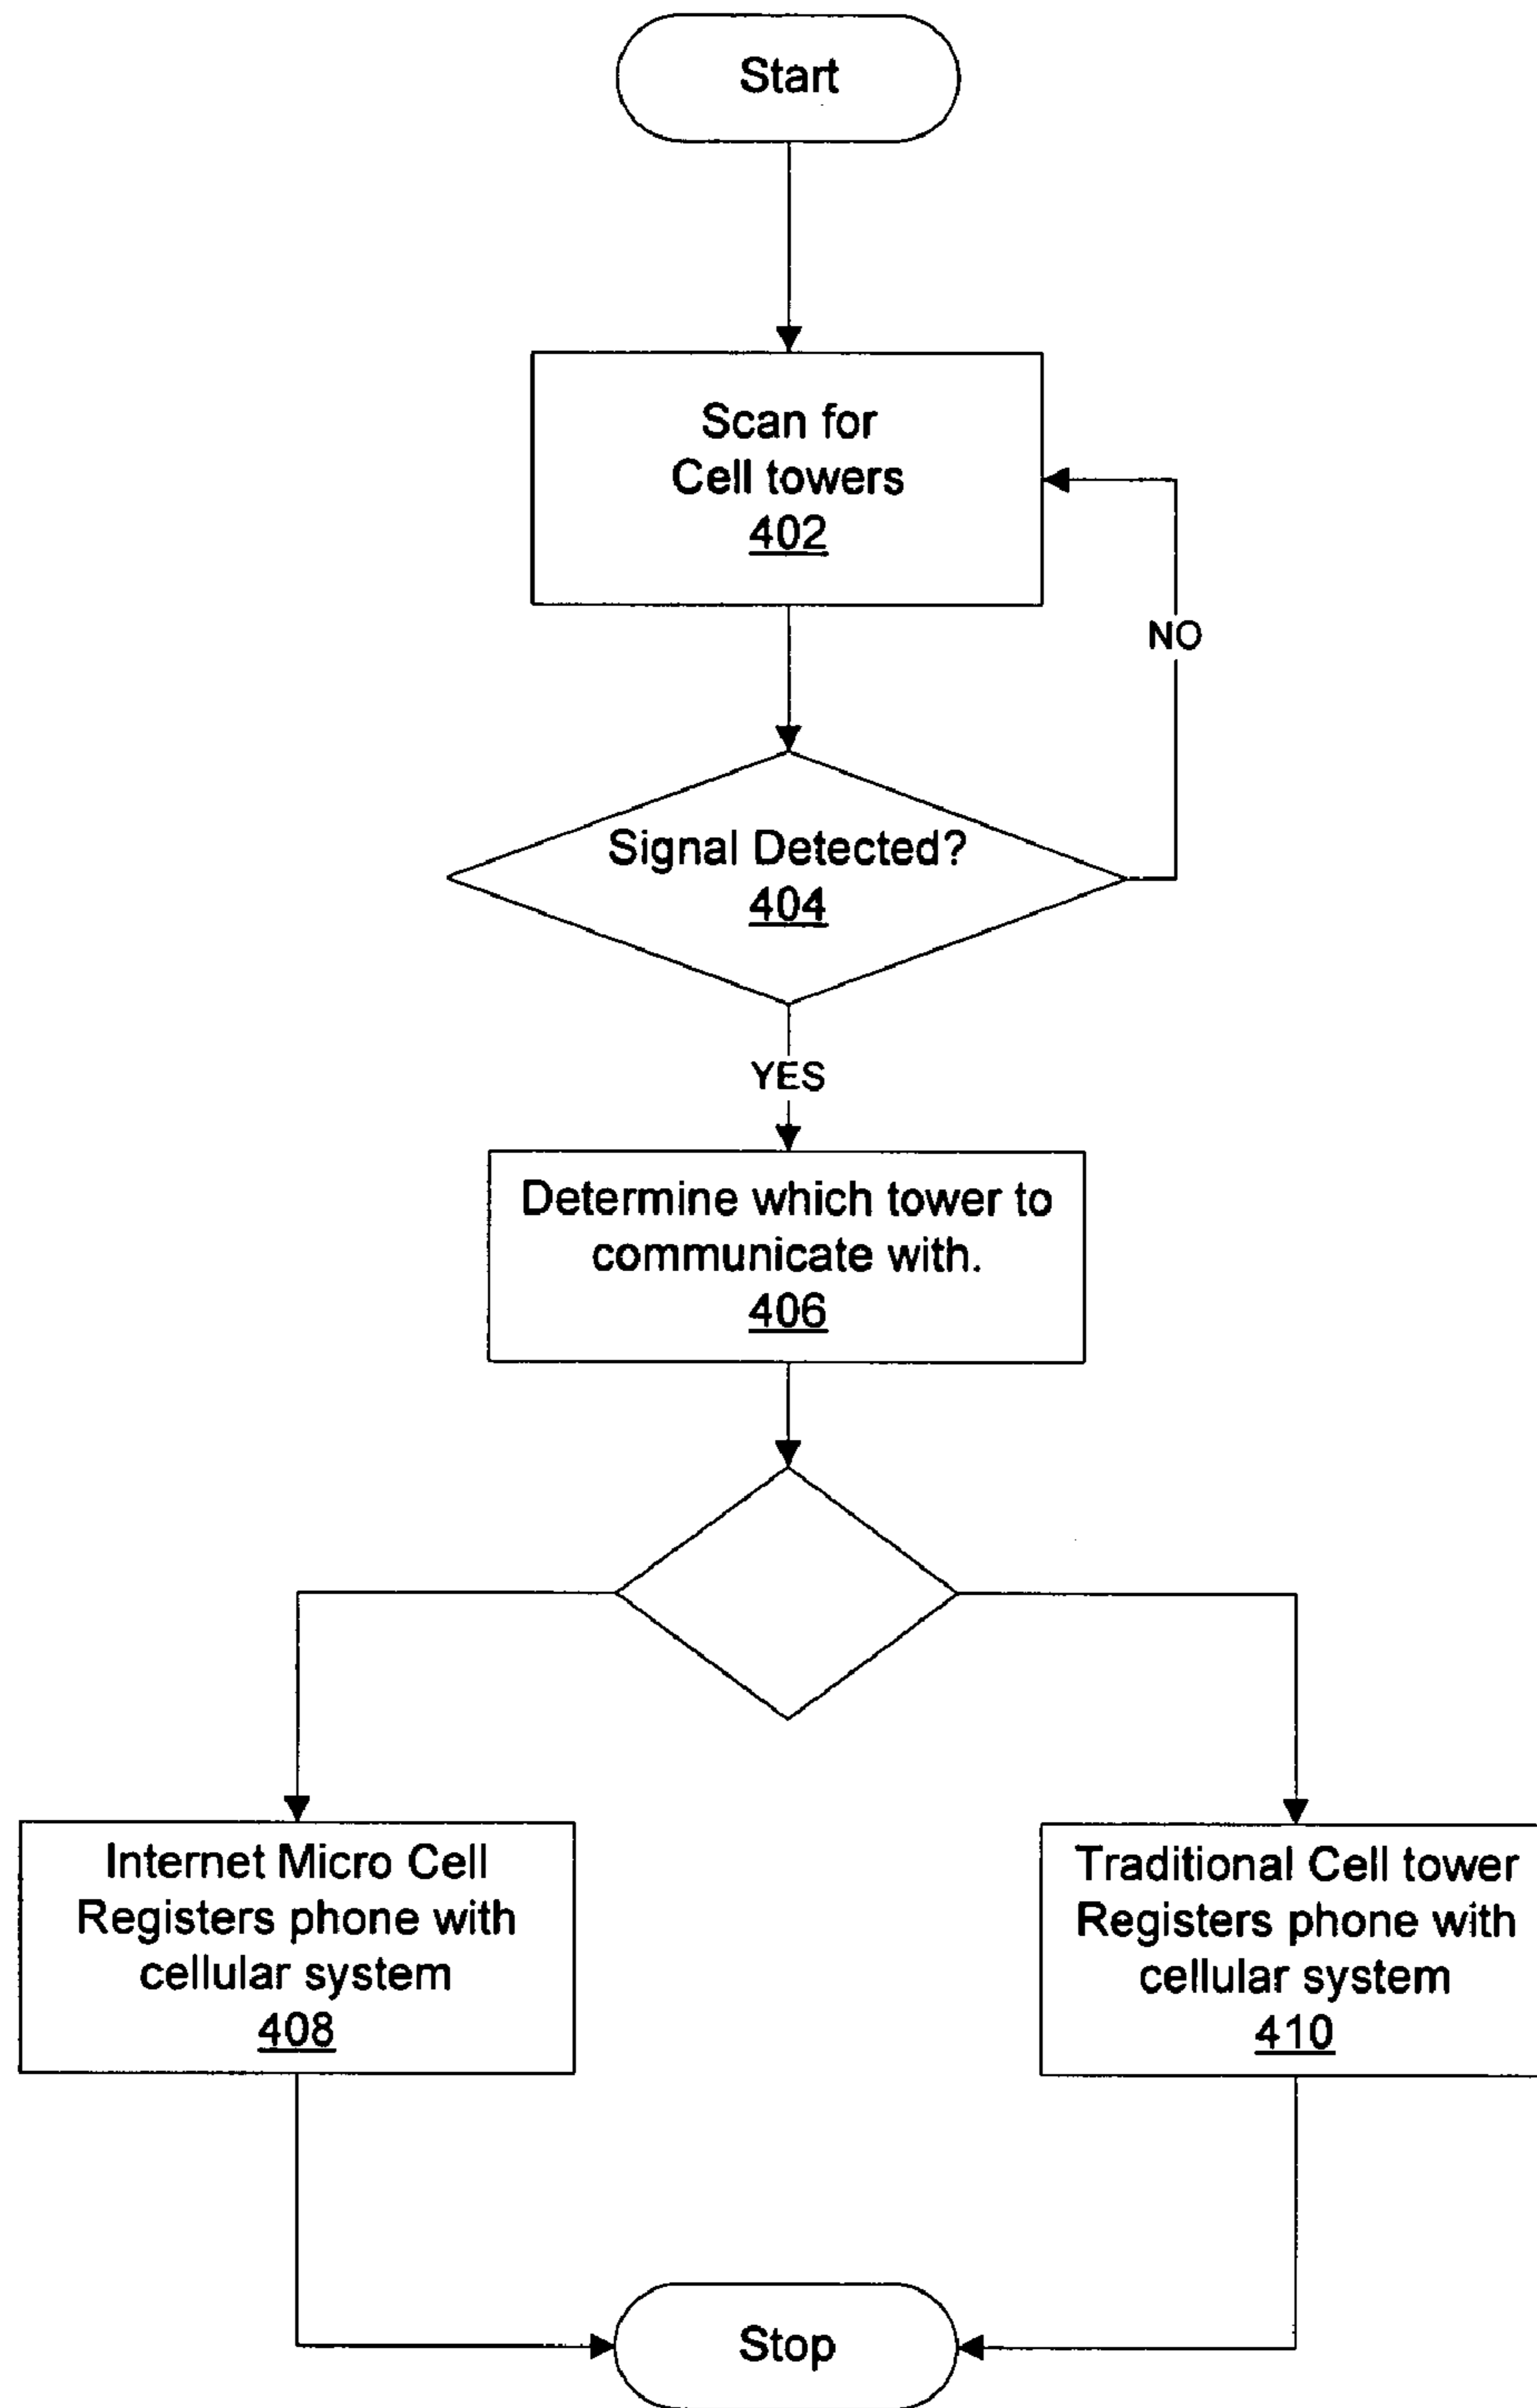 Start
Scan for
Cell towers
402
NO
Signal Detected?
404
YES
Determine which tower to
communicate with.
406
Internet Micro Cell
Registers phone with
cellular system
408
Traditional Cell tower
Registers phone with
cellular system
410
Stop